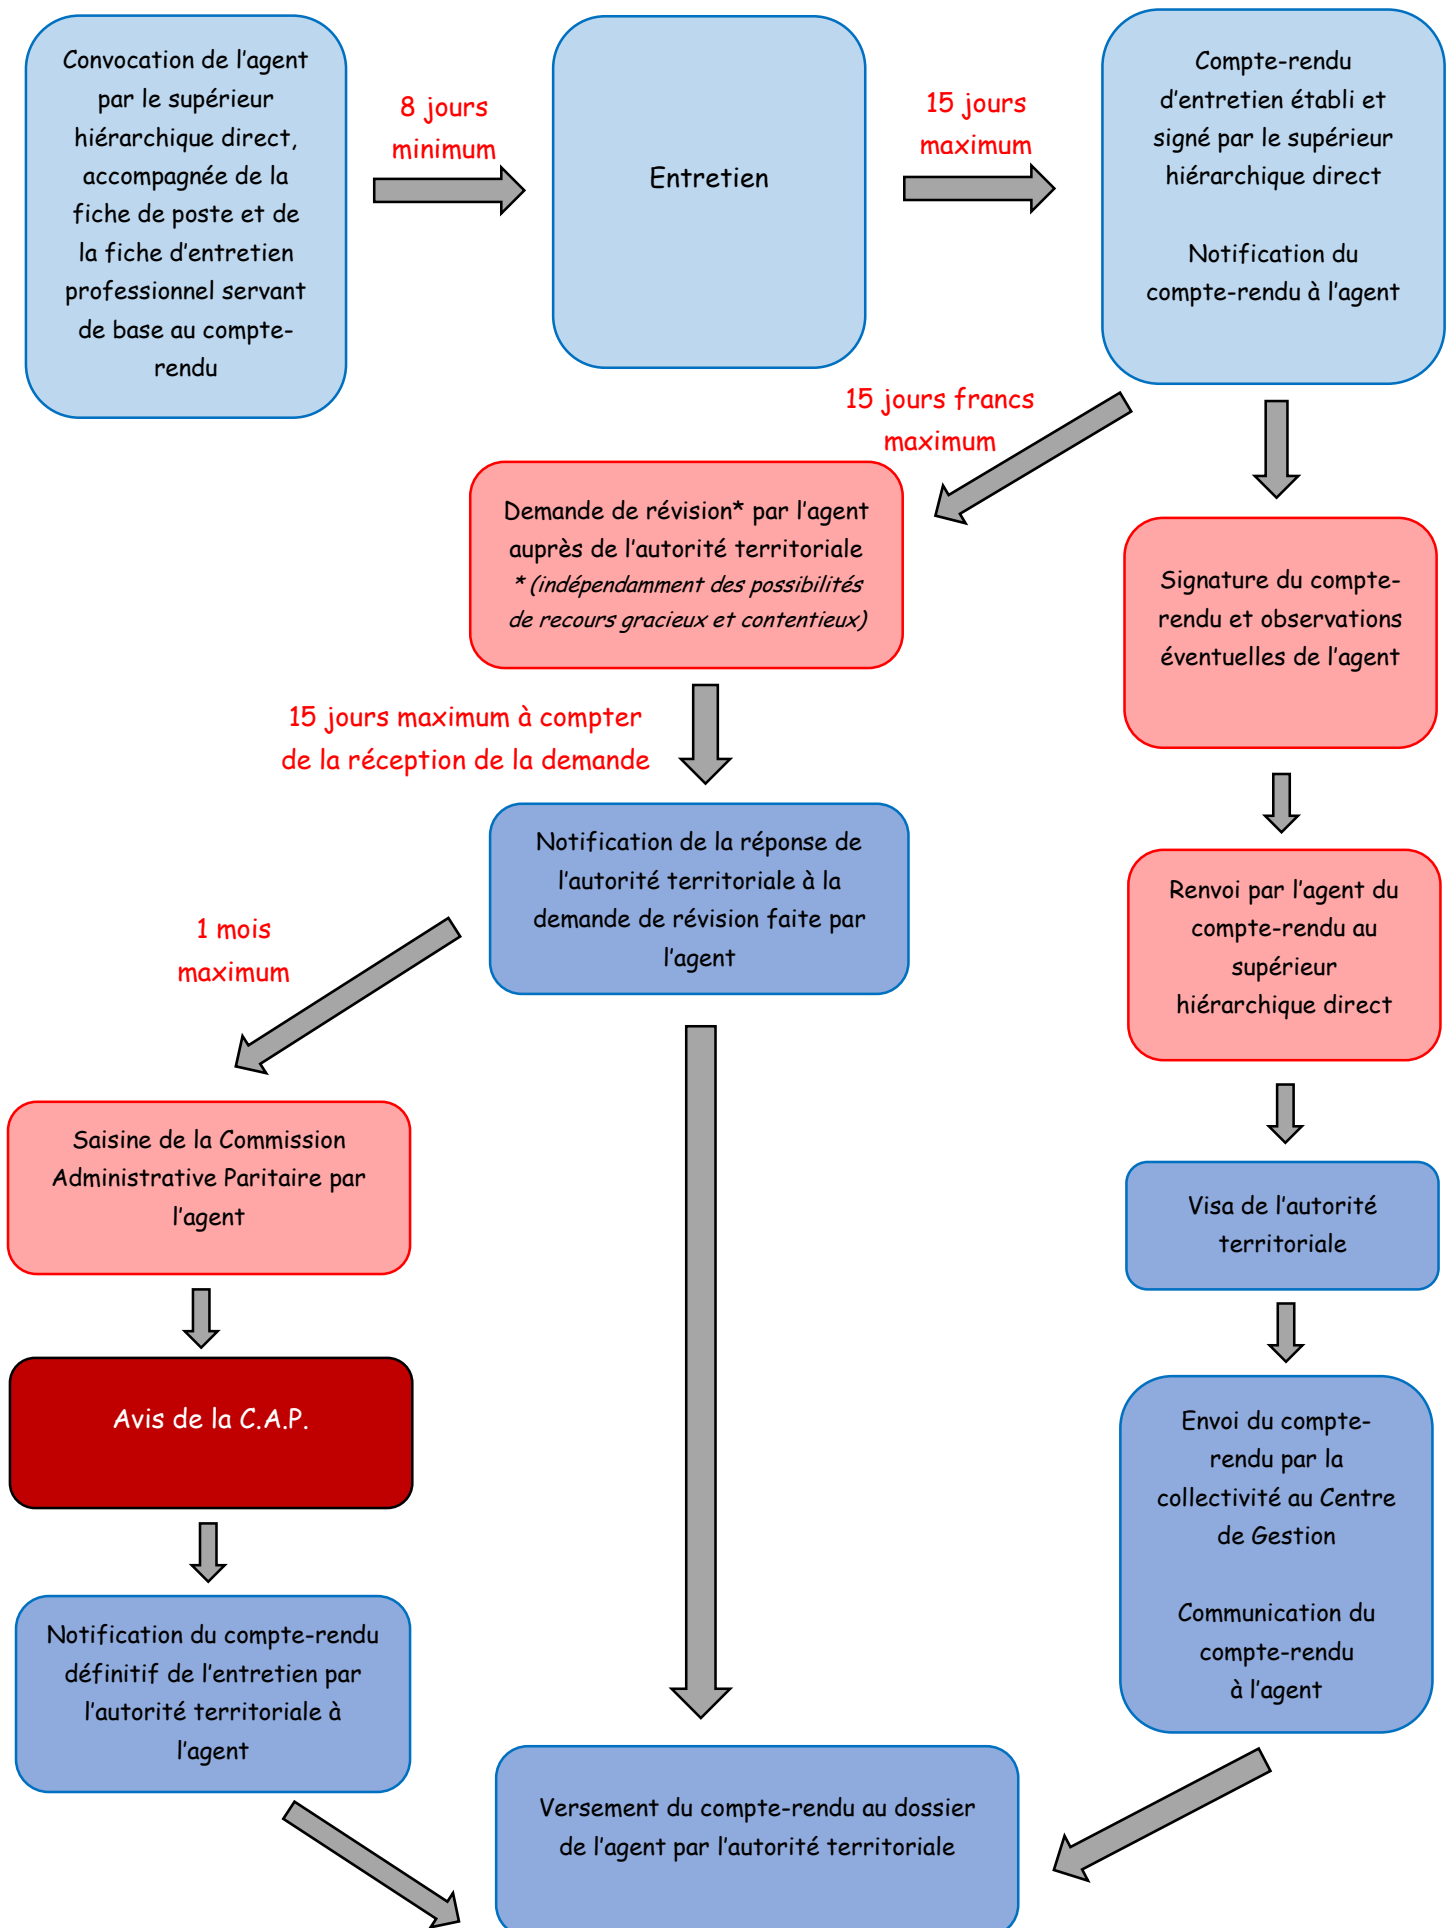 Convocation de l'agent
par le supérieur
hiérarchique direct,
accompagnée de la
fiche de poste et de
la fiche d'entretien
professionnel servant
de base au compte-
rendu
8 jours
minimum
Entretien
15 jours
maximum
Compte-rendu
d'entretien établi et
signé par le supérieur
hiérarchique direct
Notification du
compte-rendu à l'agent
15 jours francs
maximum
Demande de révision* par l'agent
auprès de l'autorité territoriale
* (indépendamment des possibilités
de recours gracieux et contentieux)
Signature du compte-
rendu et observations
éventuelles de l'agent
15 jours maximum à compter
de la réception de la demande
Notification de la réponse de
l'autorité territoriale à la
demande de révision faite par
l'agent
Renvoi par l'agent du
compte-rendu au
supérieur
hiérarchique direct
1 mois
maximum
Saisine de la Commission
Administrative Paritaire par
l'agent
Visa de l'autorité
territoriale
Avis de la C.A.P.
Envoi du compte-
rendu par la
collectivité au Centre
de Gestion
Communication du
compte-rendu
à l'agent
Notification du compte-rendu
définitif de l'entretien par
l'autorité territoriale à
l'agent
Versement du compte-rendu au dossier
de l'agent par l'autorité territoriale